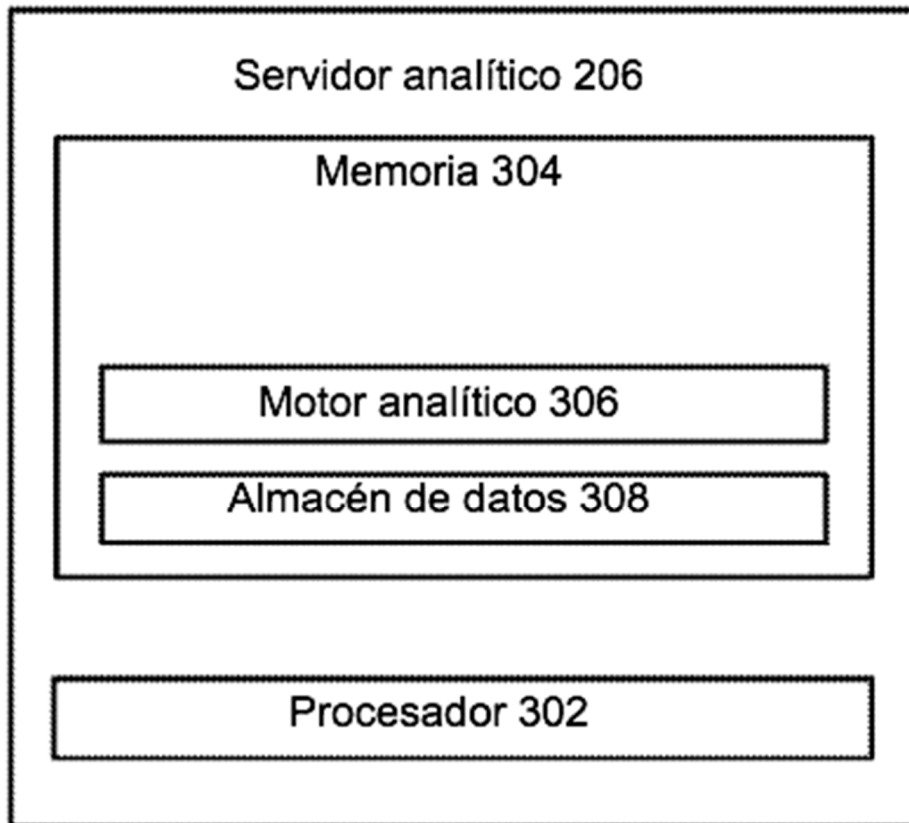 Servidor analítico 206
Memoria 304
Motor analítico 306
Almacén de datos 308
Procesador 302